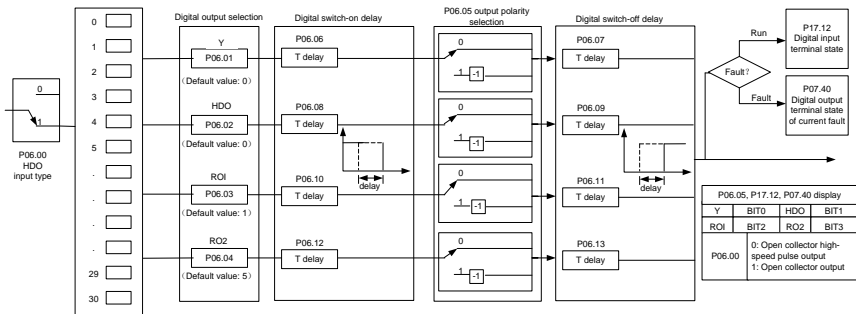 0
1
2
3
4
5
.
.
.
.
29
30
0
1
P06.00
HDO
input type
Digital output selection
Y
P06.01
(Default value: 0)
HDO
P06.02
(Default value: 0)
ROI
P06.03
(Default value: 1)
RO2
P06.04
(Default value: 5)
Digital switch-on delay
P06.06
T delay
P06.08
T delay
delay
P06.10
T delay
P06.12
T delay
P06.05 output polarity
selection
0
1
-1
0
1
-1
0
1
-1
0
1
-1
Digital switch-off delay
P06.07
T delay
P06.09
T delay
delay
P06.11
T delay
P06.13
T delay
Run
Fault?
Fault
P17.12
Digital input
terminal state
P07.40
Digital output
terminal state
of current fault
P06.05, P17.12, P07.40 display
Y BIT0 HDO BIT1
ROI BIT2 RO2 BIT3
P06.00
0: Open collector high-
speed pulse output
1: Open collector output